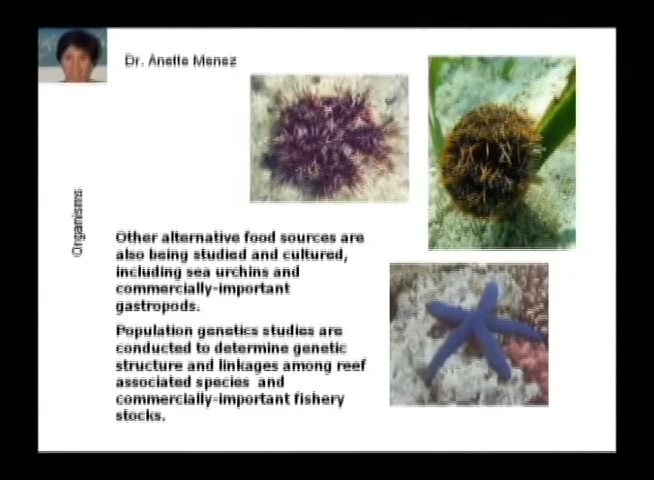 Dr. Anette Menez
Organisms
Other alternative food sources are
also being studied and cultured,
including sea urchins and
commercially-important
gastropods.
Population genetics studies are
conducted to determine genetic
structure and linkages among reef
associated species and
commercially-important fishery
stocks.